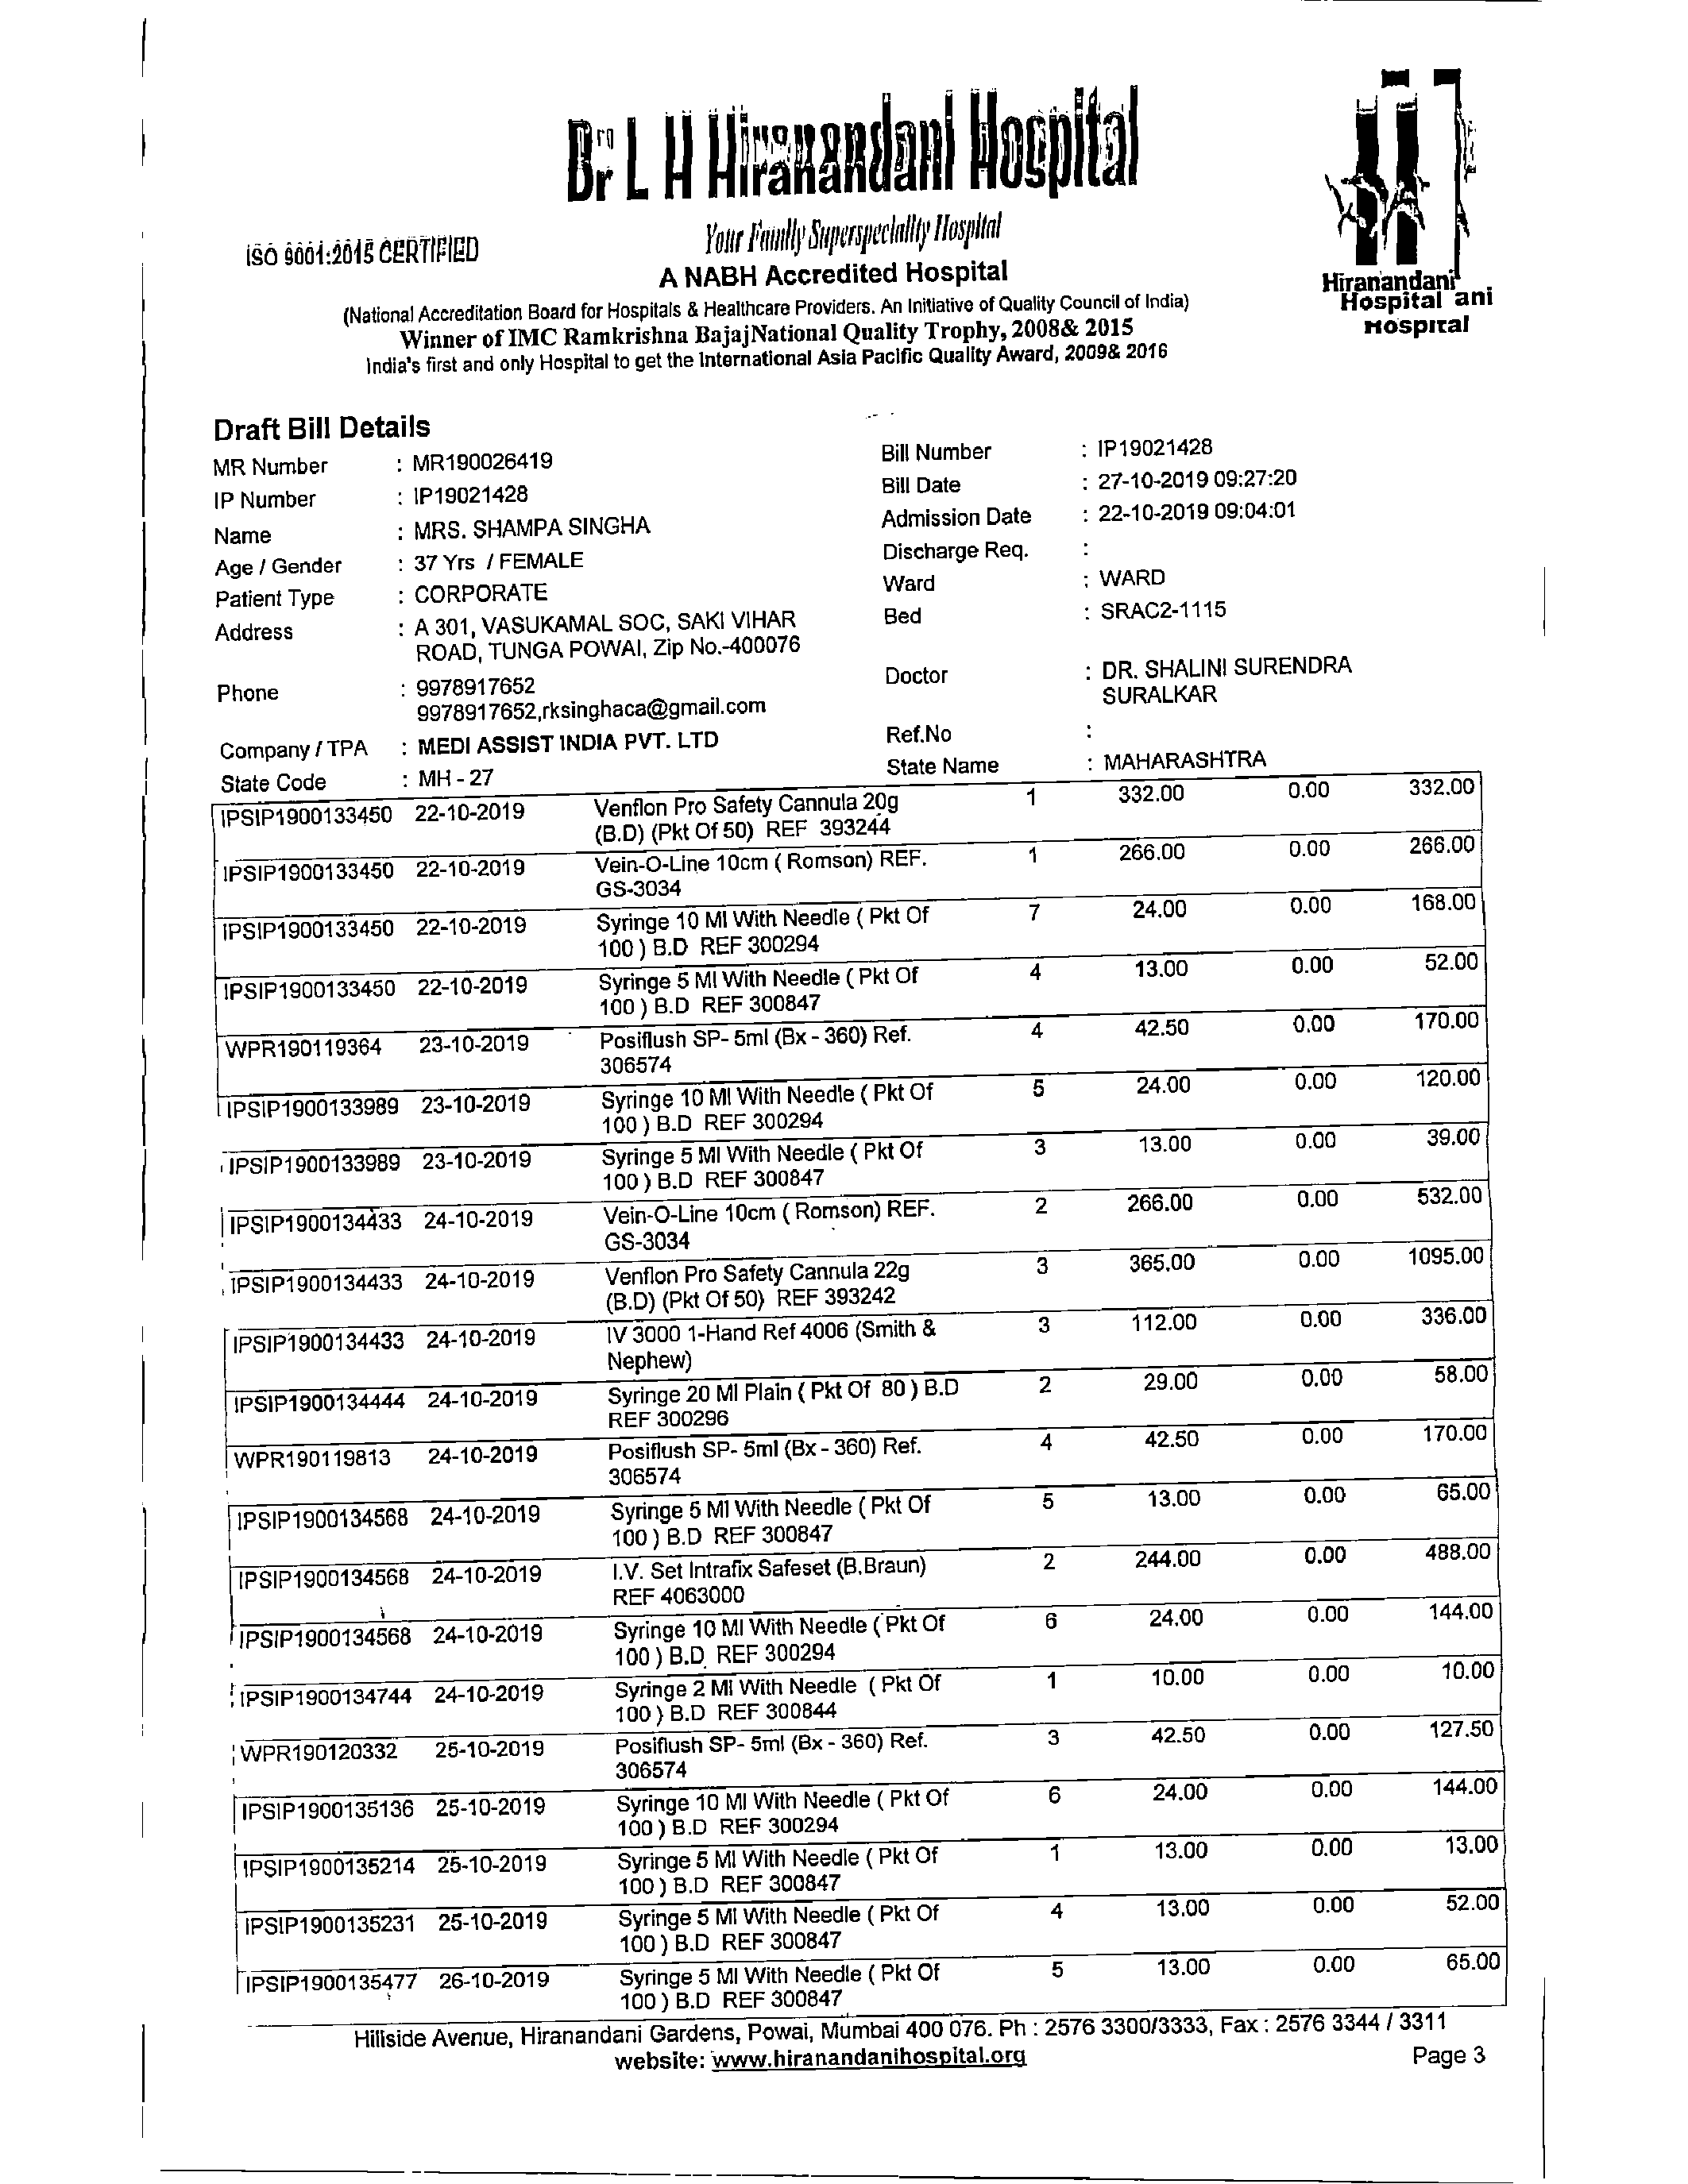 Dr L H Hiranandani Hospital
Your Family Superspeciality Hospital
ISO 9001:2015 CERTIFIED
A NABH Accredited Hospital
(National Accreditation Board for Hospitals & Healthcare Providers. An Initiative of Quality Council of India)
Winner of IMC Ramkrishna BajajNational Quality Trophy, 2008& 2015
India's first and only Hospital to get the International Asia Pacific Quality Award, 2009& 2016
Hiranandani
Hospital ani
Hospital
Draft Bill Details
MR Number : MR190026419 Bill Number : IP19021428
IP Number : IP19021428 Bill Date : 27-10-2019 09:27:20
Name : MRS. SHAMPA SINGHA Admission Date : 22-10-2019 09:04:01
Age / Gender : 37 Yrs / FEMALE Discharge Req. :
Patient Type : CORPORATE Ward : WARD
Address : A 301, VASUKAMAL SOC, SAKI VIHAR Bed : SRAC2-1115
ROAD, TUNGA POWAI, Zip No.-400076
Phone : 9978917652 Doctor : DR. SHALINI SURENDRA
9978917652,rksinghaca@gmail.com SURALKAR
Company / TPA : MEDI ASSIST INDIA PVT. LTD Ref.No :
State Code : MH - 27 State Name : MAHARASHTRA
IPSIP1900133450 22-10-2019 Venflon Pro Safety Cannula 20g 1 332.00 0.00 332.00
(B.D) (Pkt Of 50) REF 393244
IPSIP1900133450 22-10-2019 Vein-O-Line 10cm ( Romson) REF. 1 266.00 0.00 266.00
GS-3034
IPSIP1900133450 22-10-2019 Syringe 10 Ml With Needle ( Pkt Of 7 24.00 0.00 168.00
100 ) B.D REF 300294
IPSIP1900133450 22-10-2019 Syringe 5 Ml With Needle ( Pkt Of 4 13.00 0.00 52.00
100 ) B.D REF 300847
WPR190119364 23-10-2019 Posiflush SP- 5ml (Bx - 360) Ref. 4 42.50 0.00 170.00
306574
IPSIP1900133989 23-10-2019 Syringe 10 Ml With Needle ( Pkt Of 5 24.00 0.00 120.00
100 ) B.D REF 300294
IPSIP1900133989 23-10-2019 Syringe 5 Ml With Needle ( Pkt Of 3 13.00 0.00 39.00
100 ) B.D REF 300847
IPSIP1900134433 24-10-2019 Vein-O-Line 10cm ( Romson) REF. 2 266.00 0.00 532.00
GS-3034
IPSIP1900134433 24-10-2019 Venflon Pro Safety Cannula 22g 3 365.00 0.00 1095.00
(B.D) (Pkt Of 50) REF 393242
IPSIP1900134433 24-10-2019 IV 3000 1-Hand Ref 4006 (Smith & 3 112.00 0.00 336.00
Nephew)
IPSIP1900134444 24-10-2019 Syringe 20 Ml Plain ( Pkt Of 80 ) B.D 2 29.00 0.00 58.00
REF 300296
WPR190119813 24-10-2019 Posiflush SP- 5ml (Bx - 360) Ref. 4 42.50 0.00 170.00
306574
IPSIP1900134568 24-10-2019 Syringe 5 Ml With Needle ( Pkt Of 5 13.00 0.00 65.00
100 ) B.D REF 300847
IPSIP1900134568 24-10-2019 I.V. Set Intrafix Safeset (B.Braun) 2 244.00 0.00 488.00
REF 4063000
IPSIP1900134568 24-10-2019 Syringe 10 Ml With Needle ( Pkt Of 6 24.00 0.00 144.00
100 ) B.D REF 300294
IPSIP1900134744 24-10-2019 Syringe 2 Ml With Needle ( Pkt Of 1 10.00 0.00 10.00
100 ) B.D REF 300844
WPR190120332 25-10-2019 Posiflush SP- 5ml (Bx - 360) Ref. 3 42.50 0.00 127.50
306574
IPSIP1900135136 25-10-2019 Syringe 10 Ml With Needle ( Pkt Of 6 24.00 0.00 144.00
100 ) B.D REF 300294
IPSIP1900135214 25-10-2019 Syringe 5 Ml With Needle ( Pkt Of 1 13.00 0.00 13.00
100 ) B.D REF 300847
IPSIP1900135231 25-10-2019 Syringe 5 Ml With Needle ( Pkt Of 4 13.00 0.00 52.00
100 ) B.D REF 300847
IPSIP1900135477 26-10-2019 Syringe 5 Ml With Needle ( Pkt Of 5 13.00 0.00 65.00
100 ) B.D REF 300847
Hillside Avenue, Hiranandani Gardens, Powai, Mumbai 400 076. Ph : 2576 3300/3333, Fax : 2576 3344 / 3311
website: www.hiranandanihospital.org
Page 3